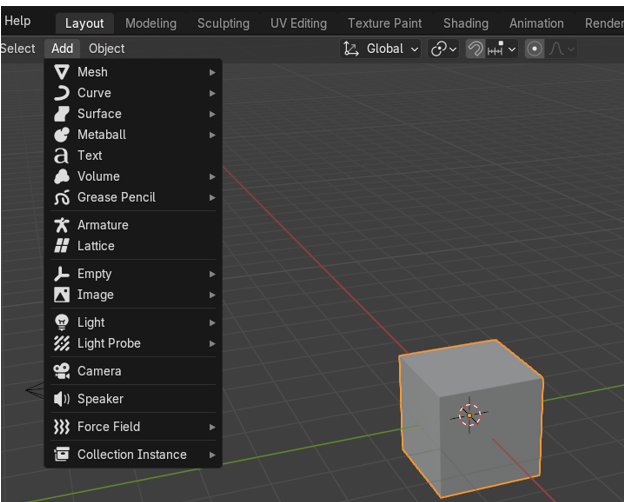 Help Layout Modeling Sculpting UV Editing Texture Paint Shading Animation Render
Select Add Object Global
Mesh
Curve
Surface
Metaball
Text
Volume
Grease Pencil
Armature
Lattice
Empty
Image
Light
Light Probe
Camera
Speaker
Force Field
Collection Instance